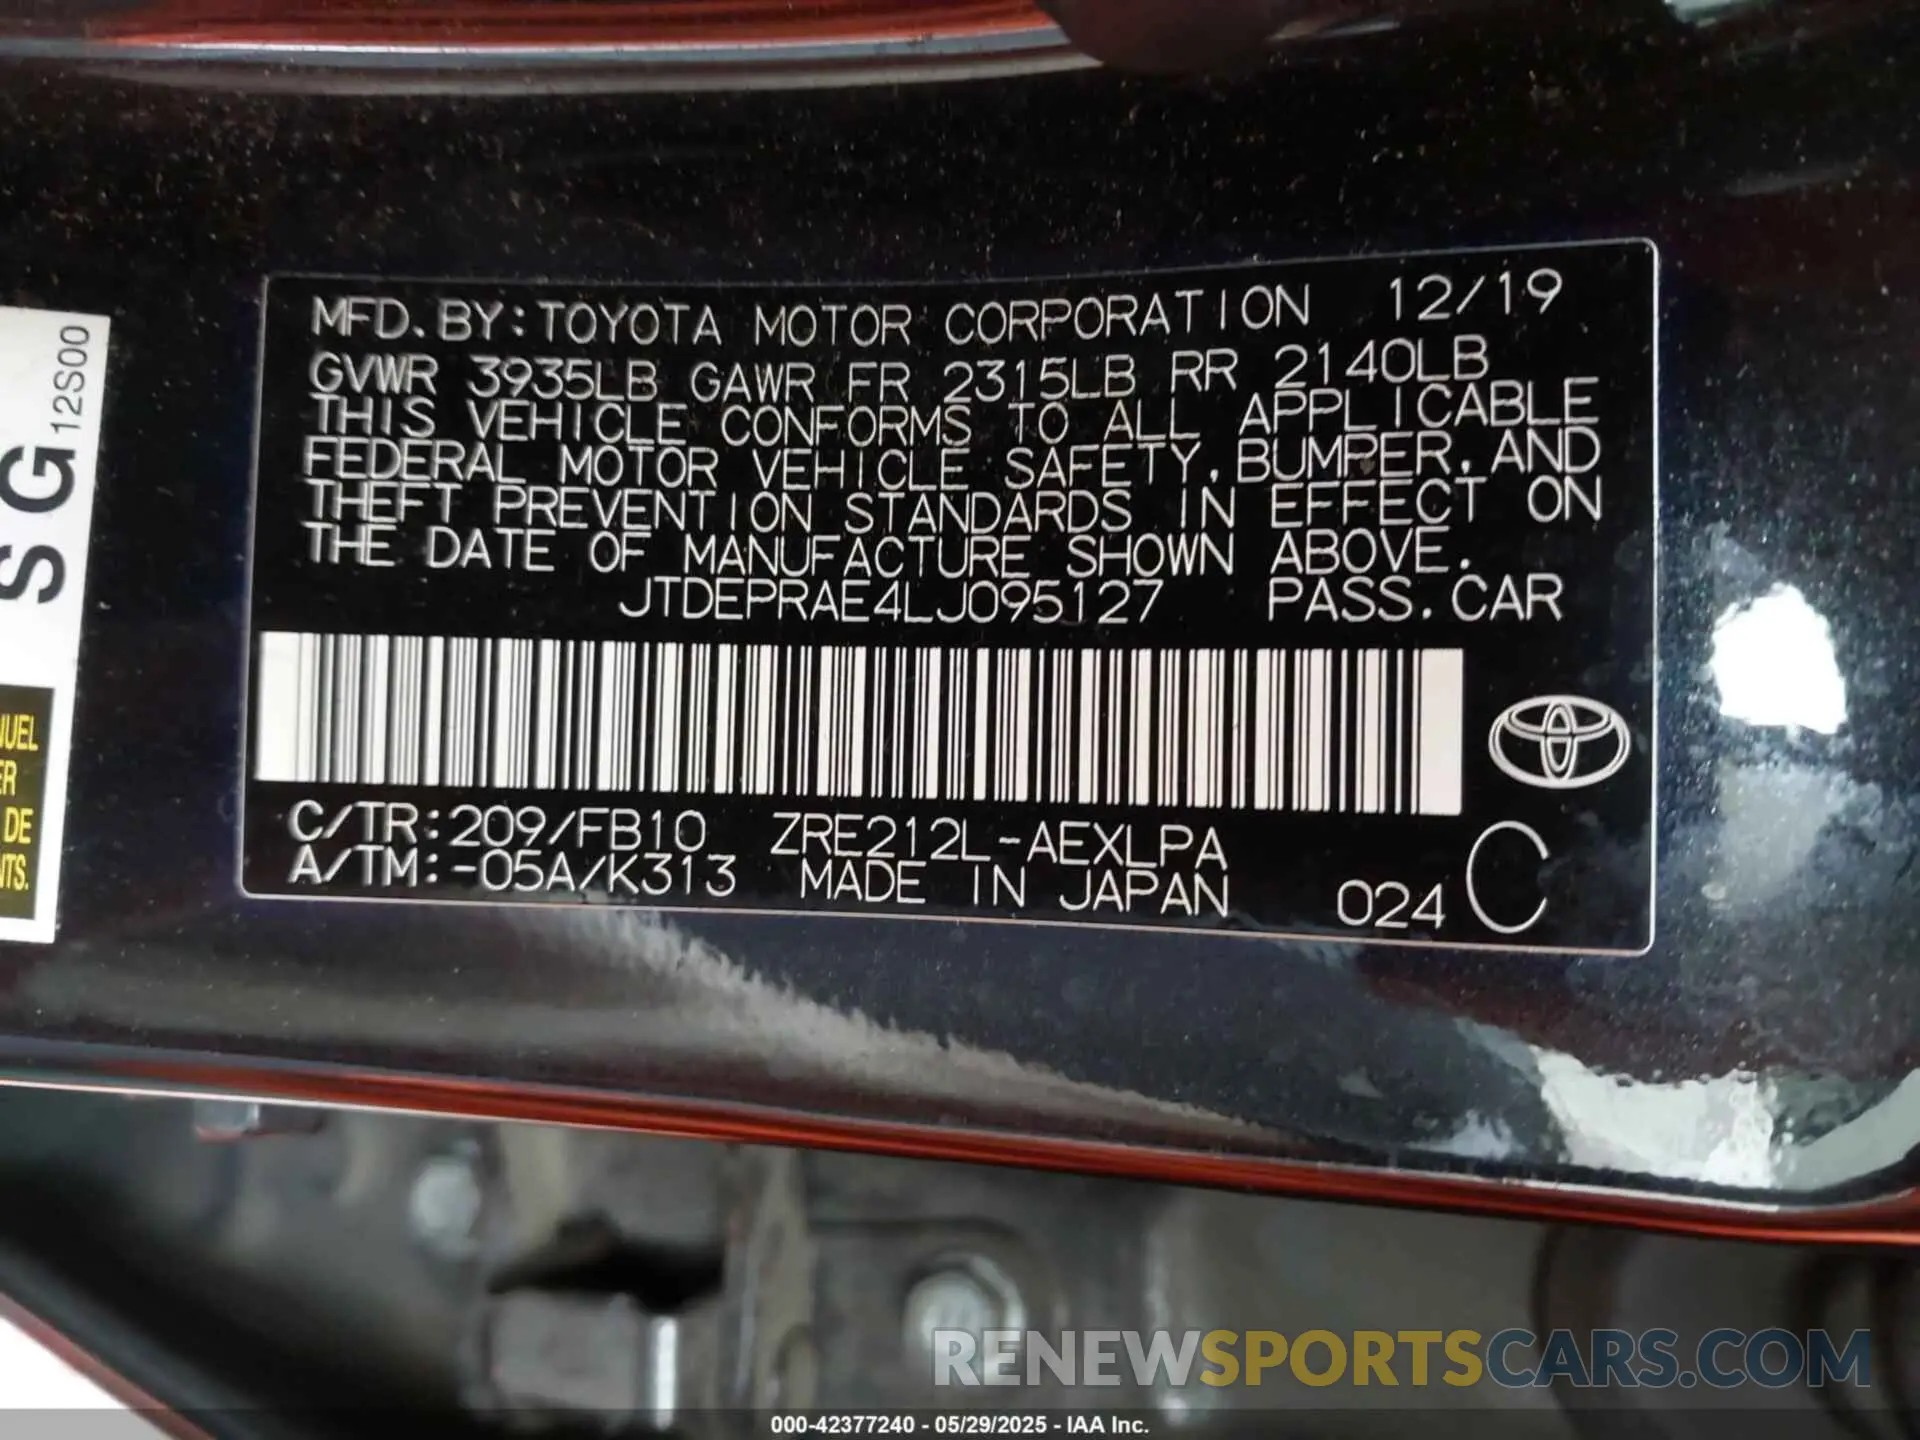 MFD. BY: TOYOTA MOTOR CORPORATION 12/19
GVWR 3935LB GAWR FR 2315LB RR 2140LB
THIS VEHICLE CONFORMS TO ALL APPLICABLE
FEDERAL MOTOR VEHICLE SAFETY, BUMPER, AND
THEFT PREVENTION STANDARDS IN EFFECT ON
THE DATE OF MANUFACTURE SHOWN ABOVE.
JTDEPRAE4LJ095127 PASS. CAR
C/TR: 209/FB10 ZRE212L-AEXLPA
A/TM: -05A/K313 MADE IN JAPAN 024 C
SG 12S00
DE
RENEWSPORTSCARS.COM
000-42377240 - 05/29/2025 - IAA Inc.